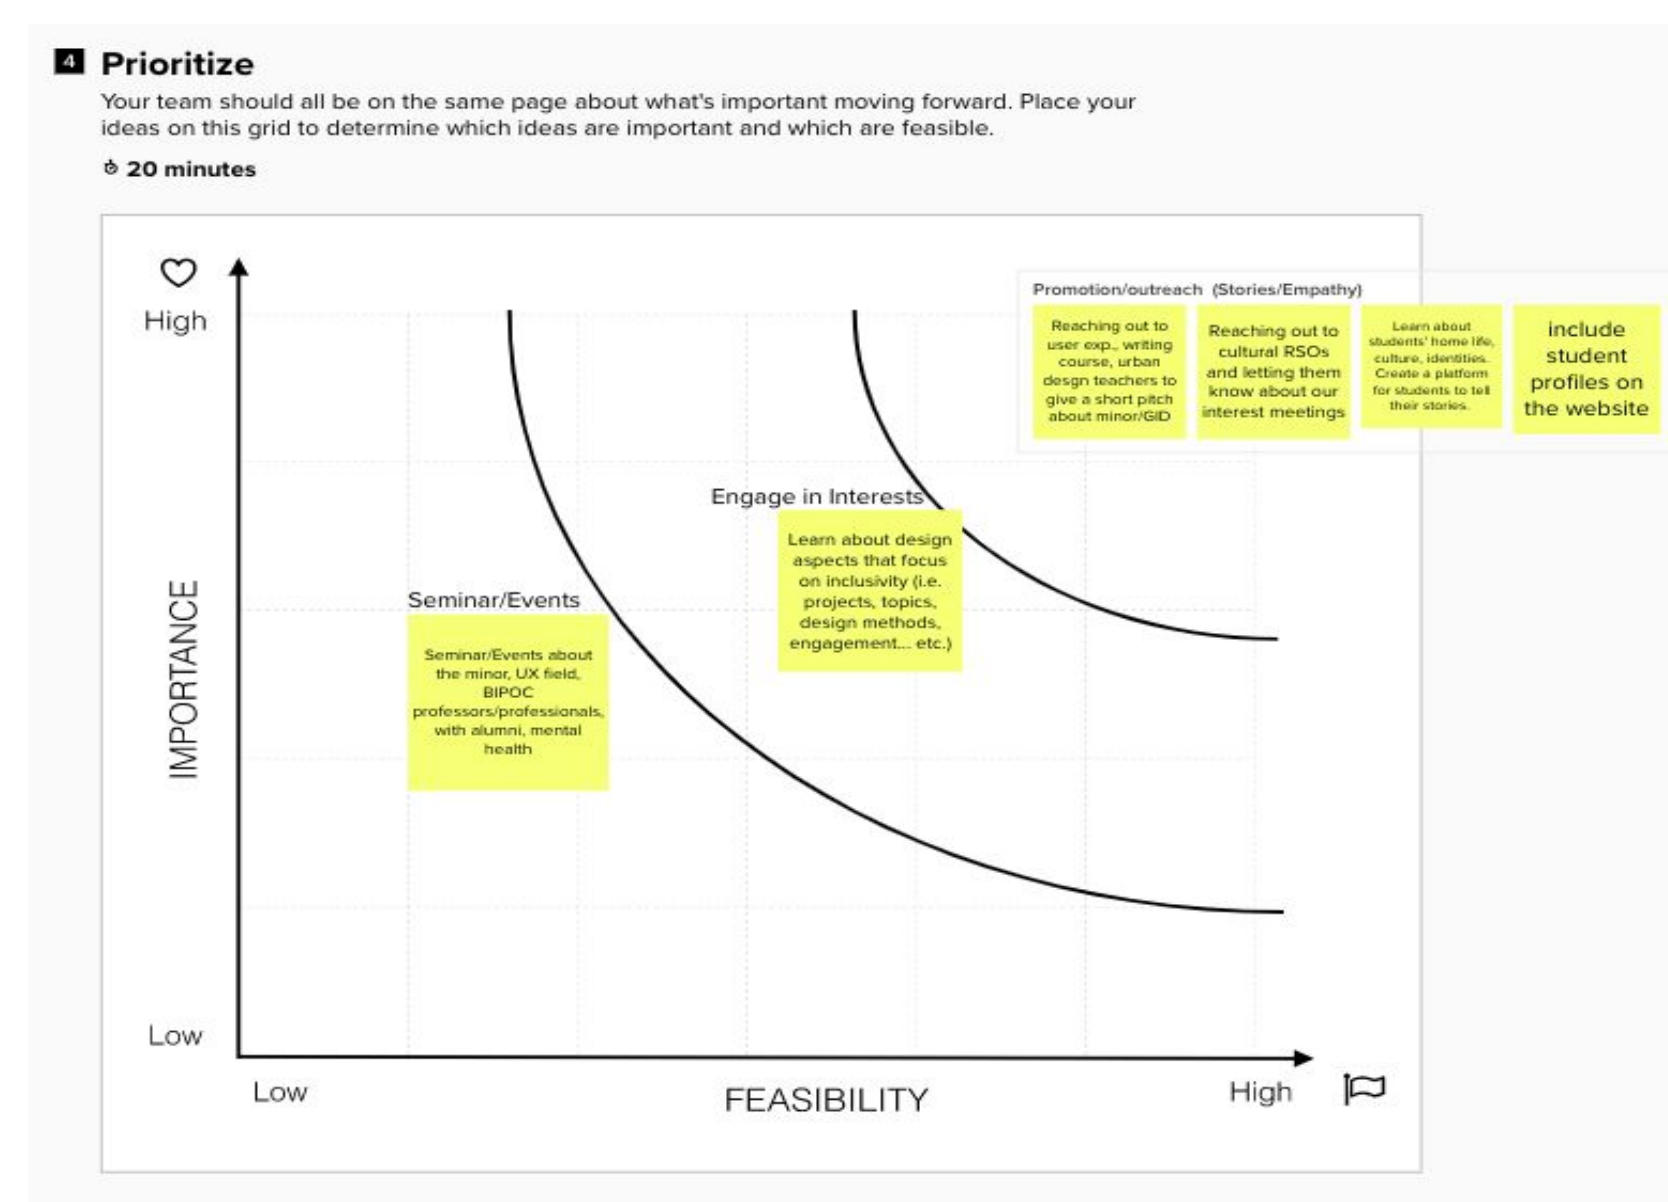 4 Prioritize
Your team should all be on the same page about what's important moving forward. Place your
ideas on this grid to determine which ideas are important and which are feasible.
20 minutes
High
Promotion/outreach (Stories/Empathy)
Reaching out to
user exp., writing
course, urban
desgn teachers to
give a short pitch
about minor/GID
Reaching out to
cultural RSOs
and letting them
know about our
interest meetings
Learn about
students' home life,
culture, identities.
Create a platform
for students to tell
their stories.
include
student
profiles on
the website
Engage in Interests
Learn about design
aspects that focus
on inclusivity (i.e.
projects, topics,
design methods,
engagement... etc.)
Seminar/Events
Seminar/Events about
the minor, UX field,
BIPOC
professors/professionals,
with alumni, mental
health
IMPORTANCE
Low
Low
FEASIBILITY
High